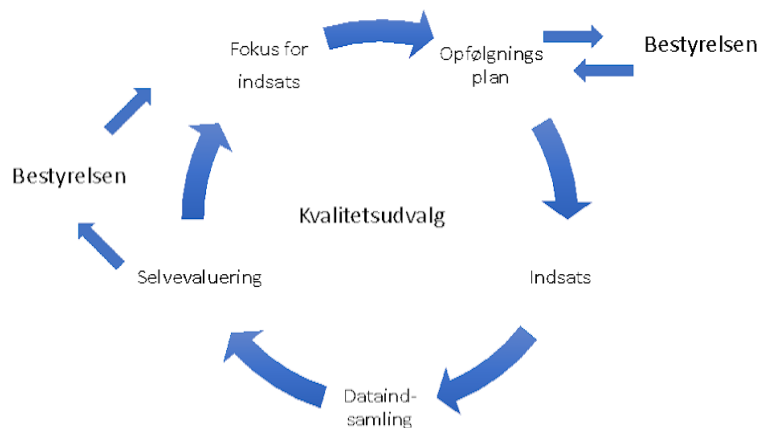 Fokus for
indsats
Opfølgnings
plan
Bestyrelsen
Bestyrelsen
Kvalitetsudvalg
Selvevaluering
Indsats
Dataind-
samling